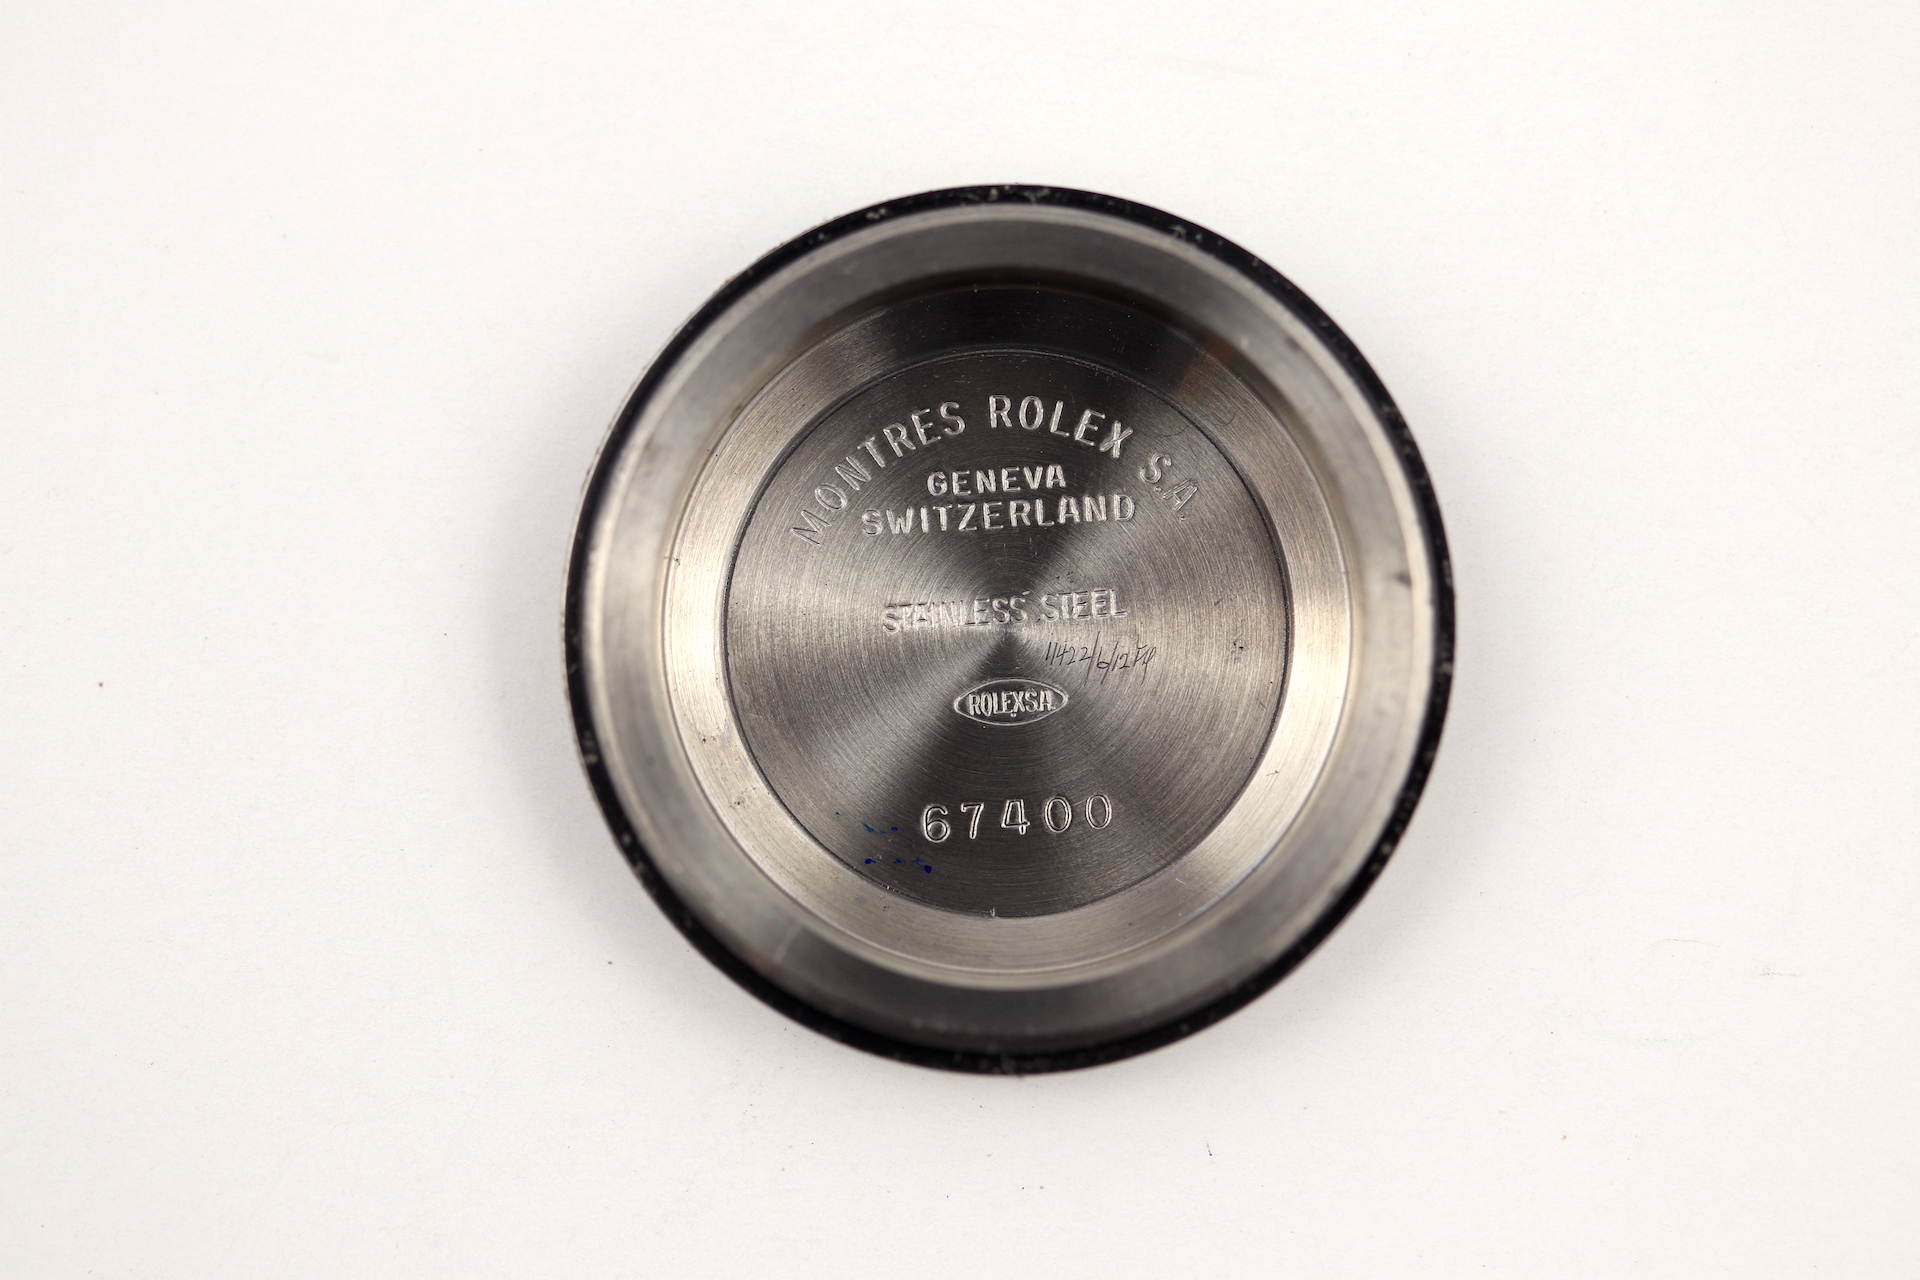 MONTRES ROLEX S.A.
GENEVA
SWITZERLAND
STAINLESS STEEL
ROLEX S.A.
67400